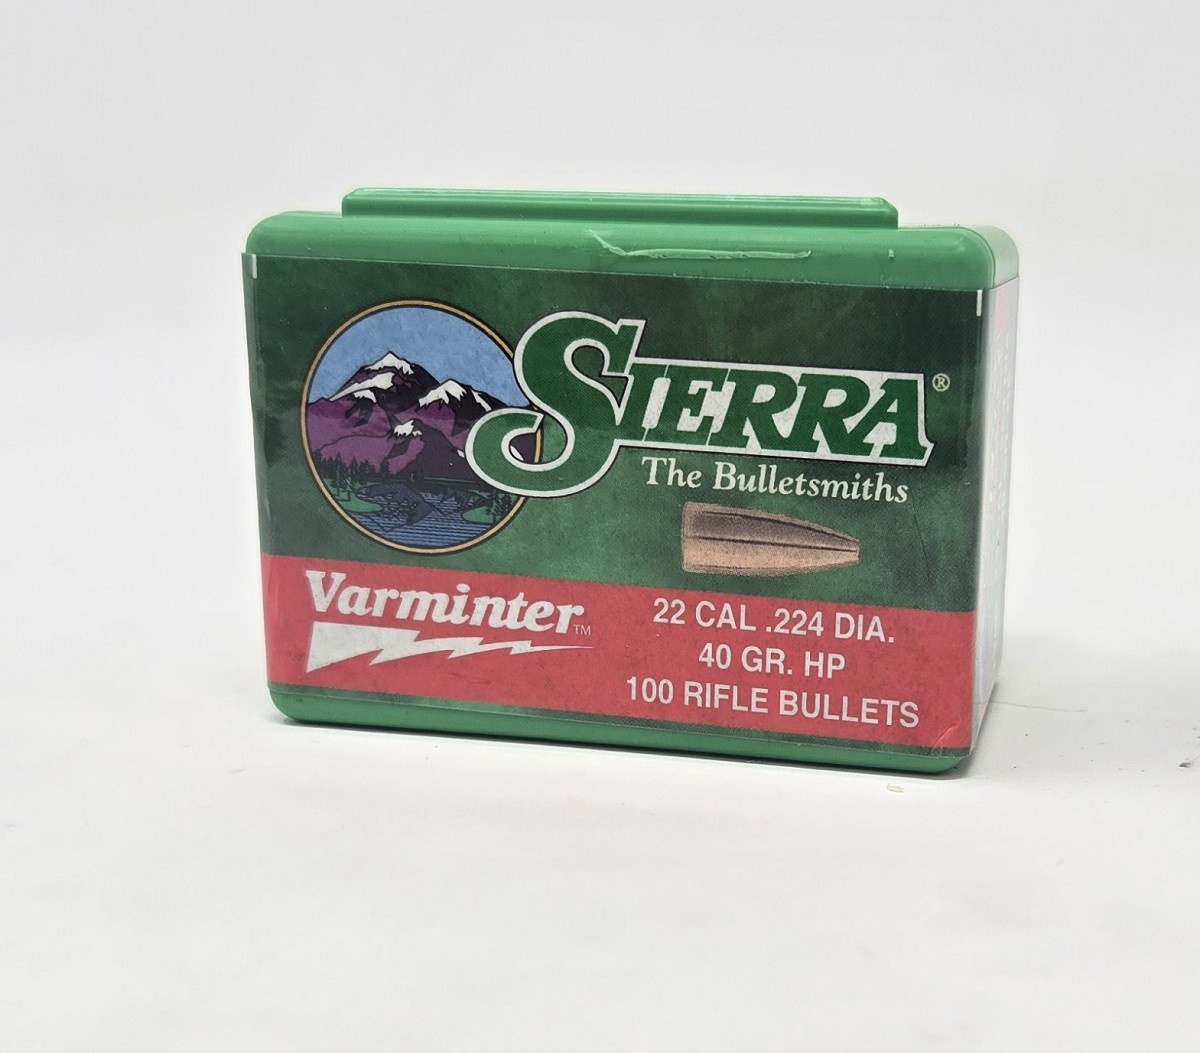 SIERRA®
The Bulletsmiths
Varminter™
22 CAL .224 DIA.
40 GR. HP
100 RIFLE BULLETS